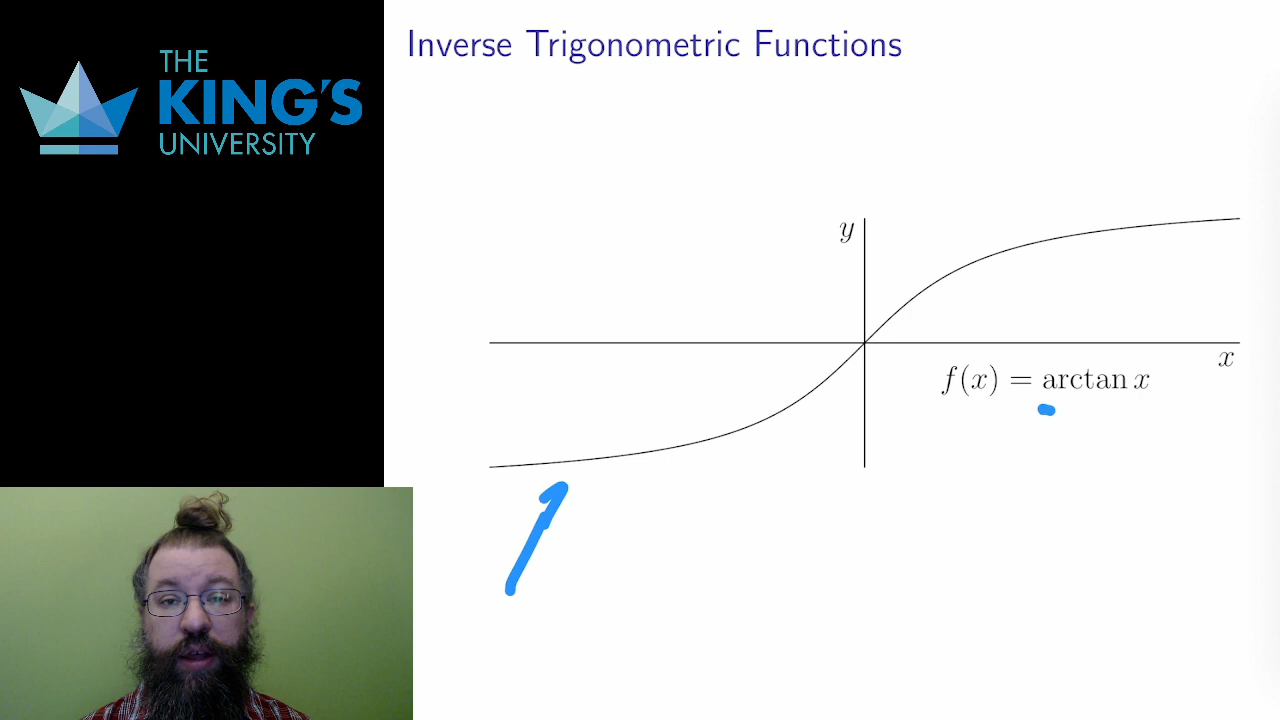 THE
KING'S
UNIVERSITY
Inverse Trigonometric Functions
y
x
f(x) = arctan x